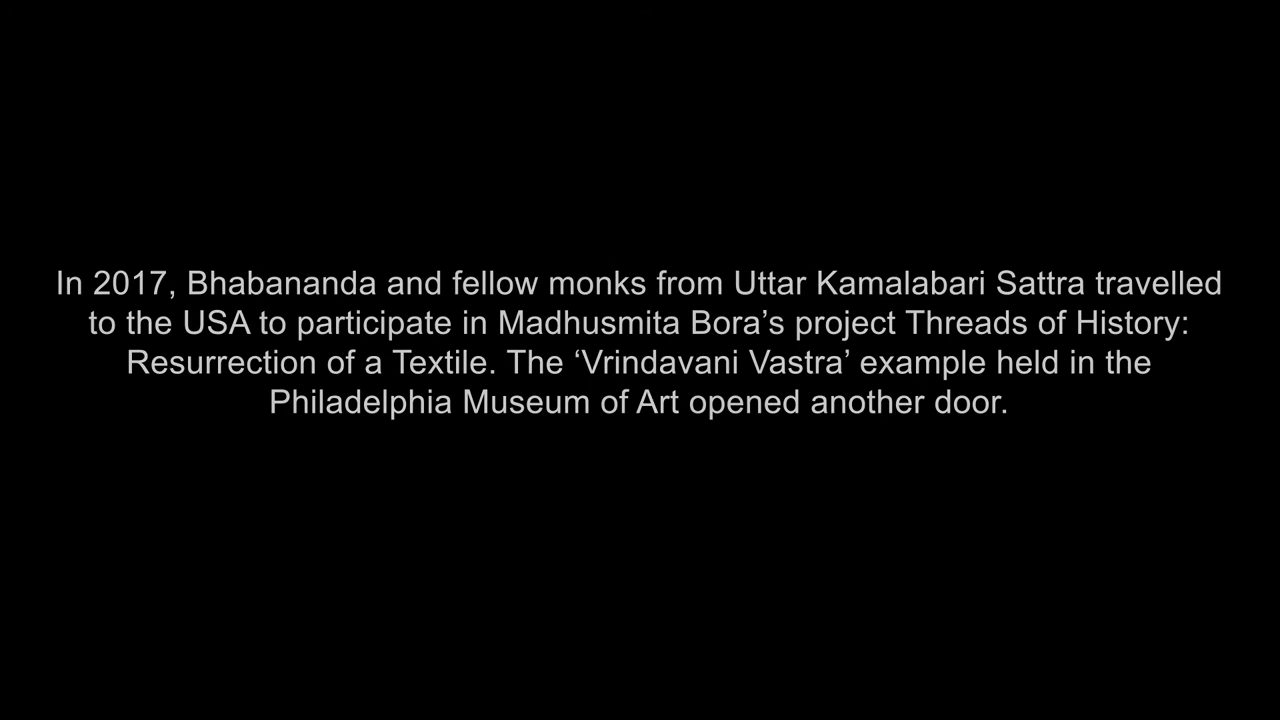 In 2017, Bhabananda and fellow monks from Uttar Kamalabari Sattra travelled
to the USA to participate in Madhusmita Bora’s project Threads of History:
Resurrection of a Textile. The ‘Vrindavani Vastra’ example held in the
Philadelphia Museum of Art opened another door.